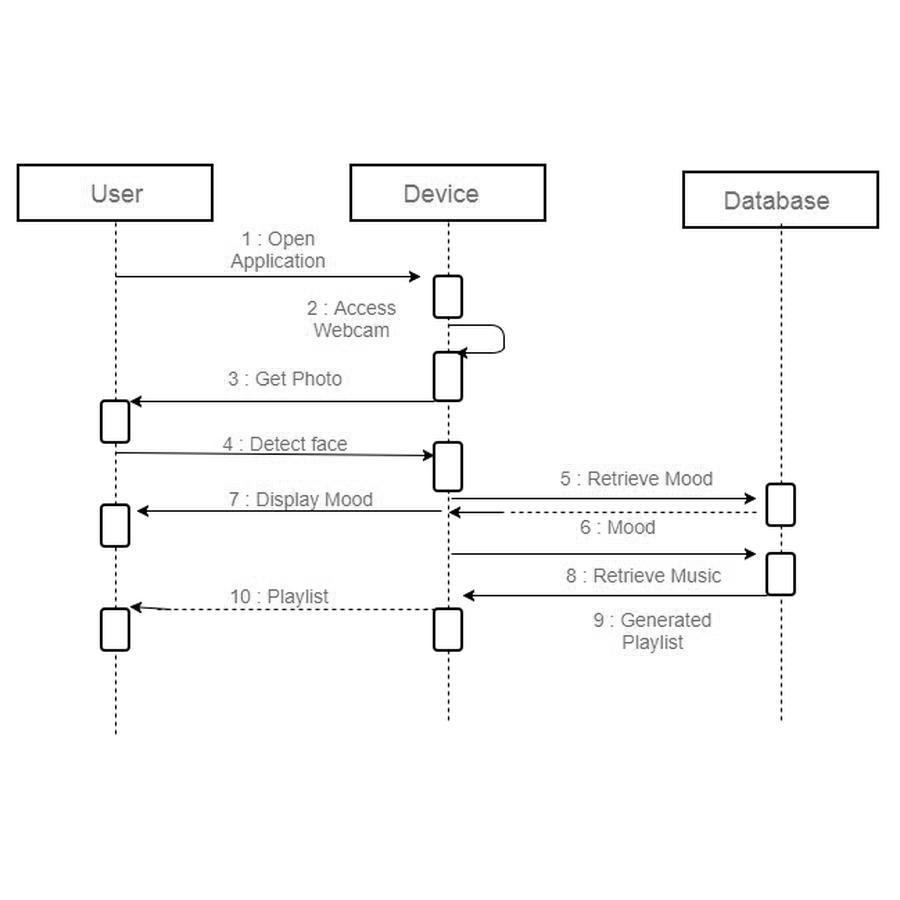 User
Device
Database
1 : Open
Application
2 : Access
Webcam
3 : Get Photo
4 : Detect face
5 : Retrieve Mood
7 : Display Mood
6 : Mood
8 : Retrieve Music
10 : Playlist
9 : Generated
Playlist